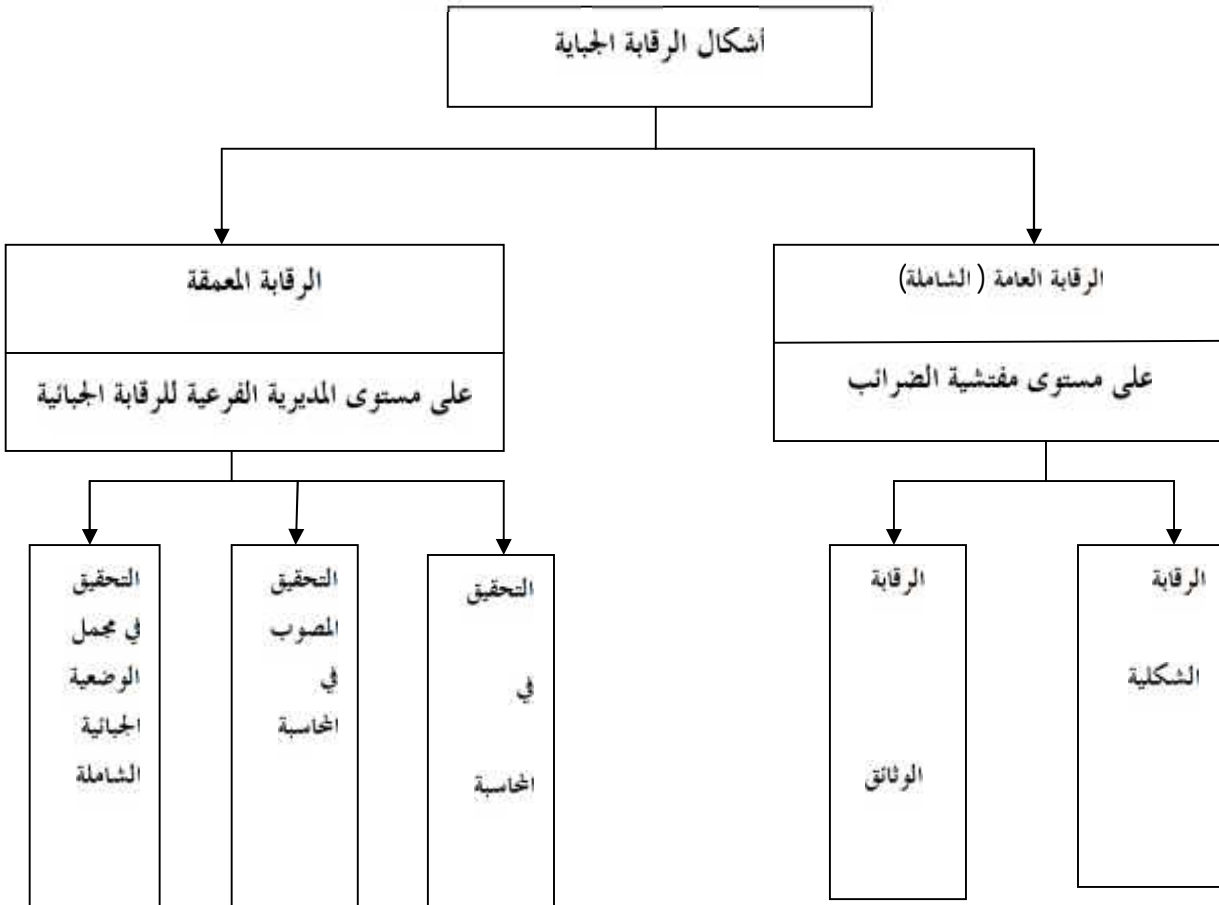 أشكال الرقابة الجباية
الرقابة العامة (الشاملة)
على مستوى مفتشية الضرائب
الرقابة المعمقة
على مستوى المديرية الفرعية للرقابة الجبائية
الرقابة
الشكلية
الرقابة
الوثائق
التحقيق
في
المحاسبة
التحقيق
المصوب
في
المحاسبة
التحقيق
في مجمل
الوضعية
الجبائية
الشاملة